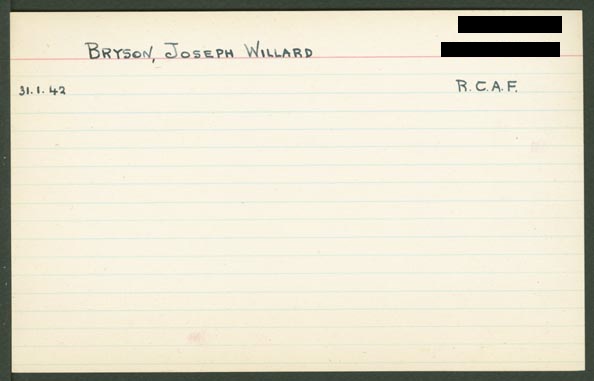 BRYSON, JOSEPH WILLARD
31.1.42 R.C.A.F.